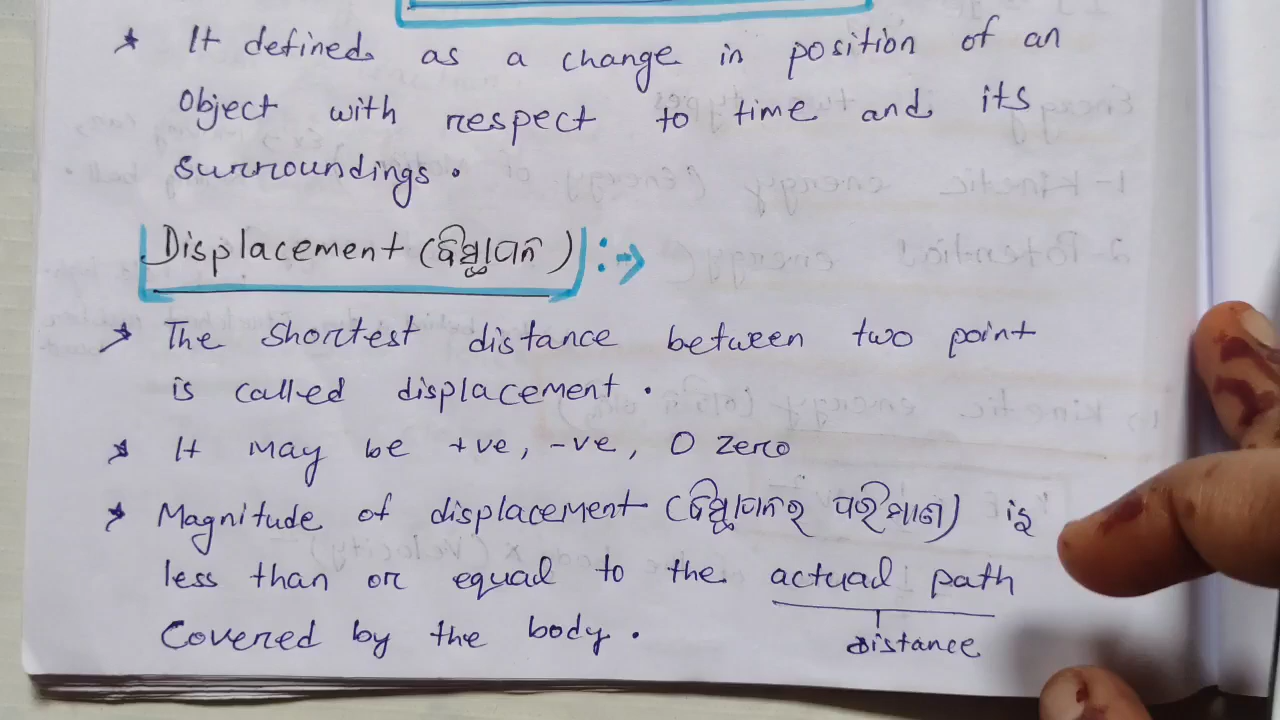 * It defined as a change in position of an
object with respect to time and its
surroundings.
Displacement (ବିସ୍ଥାପନ) :→
➤ The shortest distance between two point
is called displacement.
* It may be +ve, -ve, 0 zero
* Magnitude of displacement (ବିସ୍ଥାପନର ପରିମାଣ) is
less than or equal to the actual path
covered by the body.
distance